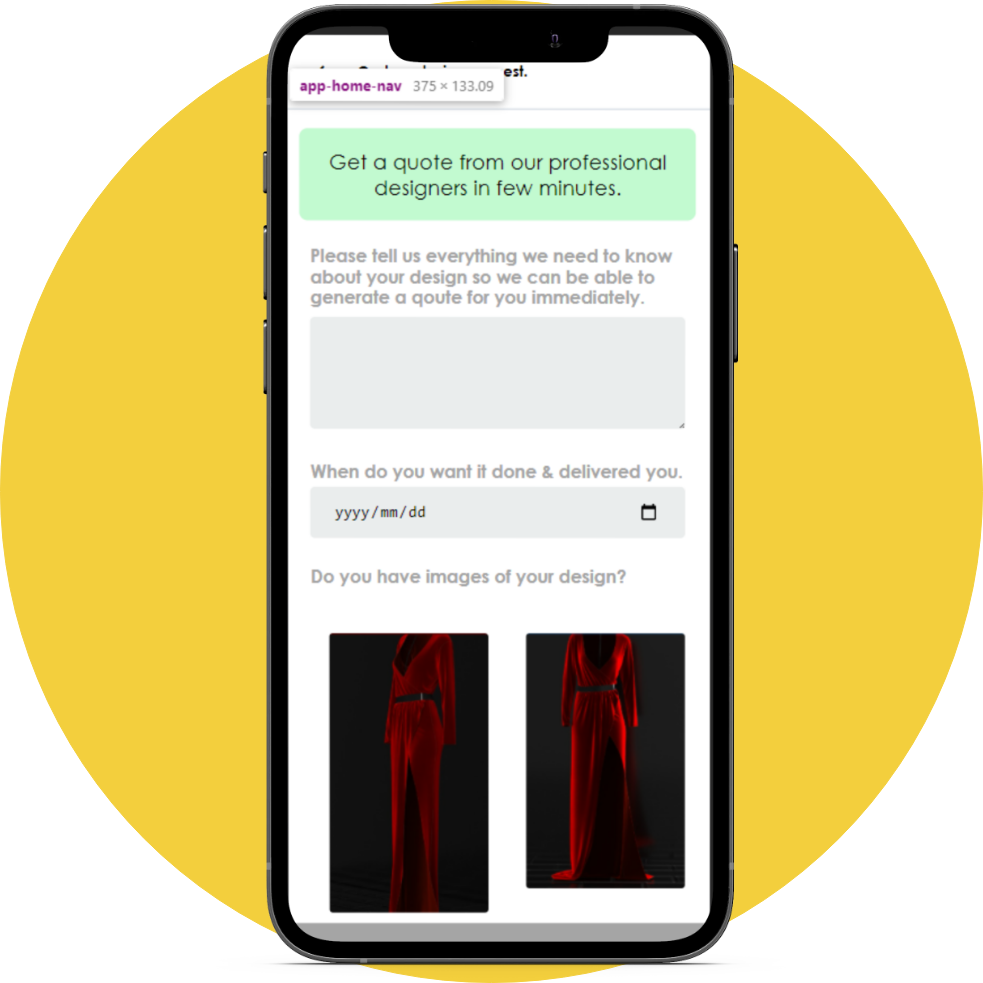 est.
app-home-nav 375 × 133.09
Get a quote from our professional
designers in few minutes.
Please tell us everything we need to know
about your design so we can be able to
generate a qoute for you immediately.
When do you want it done & delivered you.
yyyy/mm/dd
Do you have images of your design?